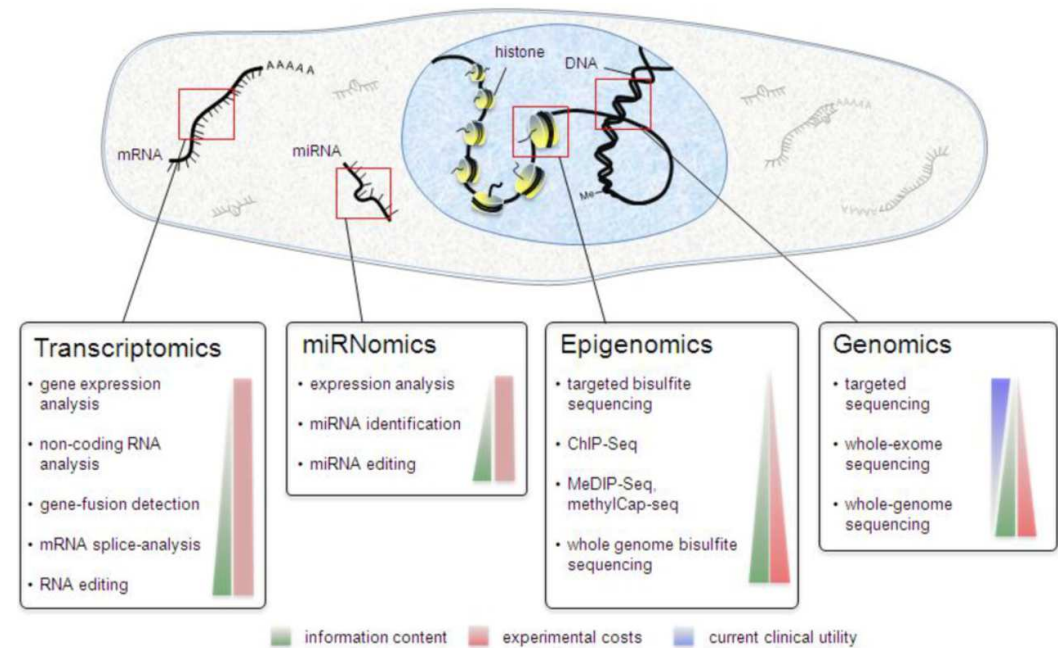 histone
DNA
AAAAA
mRNA
miRNA
Me
AAAAA
AAAAA
Transcriptomics
• gene expression
analysis
• non-coding RNA
analysis
• gene-fusion detection
• mRNA splice-analysis
• RNA editing
miRNomics
• expression analysis
• miRNA identification
• miRNA editing
Epigenomics
• targeted bisulfite
sequencing
• ChIP-Seq
• MeDIP-Seq,
methylCap-seq
• whole genome bisulfite
sequencing
Genomics
• targeted
sequencing
• whole-exome
sequencing
• whole-genome
sequencing
information content
experimental costs
current clinical utility